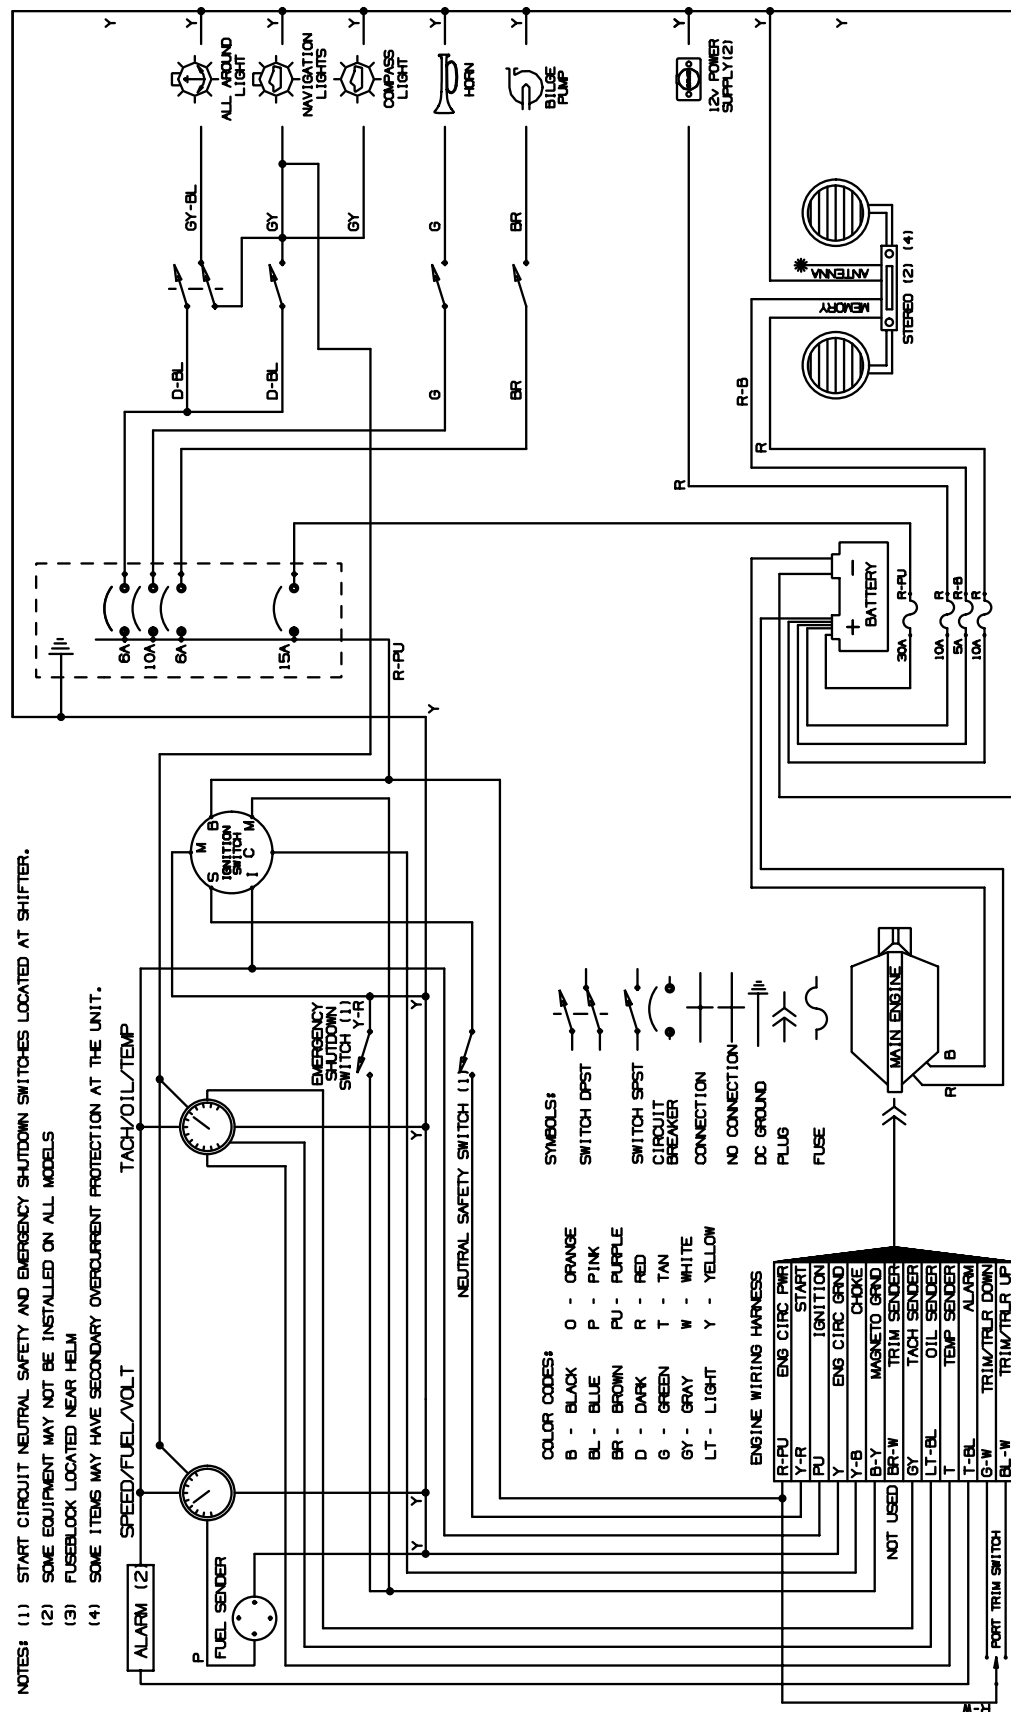 NOTES: (1) START CIRCUIT NEUTRAL SAFETY AND EMERGENCY SHUTDOWN SWITCHES LOCATED AT SHIFTER.
(2) SOME EQUIPMENT MAY NOT BE INSTALLED ON ALL MODELS
(3) FUSEBLOCK LOCATED NEAR HELM
(4) SOME ITEMS MAY HAVE SECONDARY OVERCURRENT PROTECTION AT THE UNIT.
ALARM (2)
SPEED/FUEL/VOLT
TACH/OIL/TEMP
P
FUEL SENDER
Y
Y
Y
Y
Y
EMERGENCY
SHUTDOWN
SWITCH (1)
Y-R
NEUTRAL SAFETY SWITCH (1)
M
S
B
IGNITION
SWITCH
I
C
M
6A
10A
6A
15A
R-PU
Y
D-BL
D-BL
G
BR
GY-BL
GY
GY
G
BR
ALL AROUND
LIGHT
NAVIGATION
LIGHTS
COMPASS
LIGHT
HORN
BILGE
PUMP
12V POWER
SUPPLY(2)
Y
Y
Y
Y
Y
Y
Y
Y
Y
R
R-B
R
ANTENNA
MEMORY
STEREO (2) (4)
BATTERY
+
-
30A
R-PU
10A
R
5A
R-B
10A
R
MAIN ENGINE
R
B
SYMBOLS:
SWITCH DPST
SWITCH SPST
CIRCUIT
BREAKER
CONNECTION
NO CONNECTION
DC GROUND
PLUG
FUSE
COLOR CODES:
B - BLACK O - ORANGE
BL - BLUE P - PINK
BR - BROWN PU - PURPLE
D - DARK R - RED
G - GREEN T - TAN
GY - GRAY W - WHITE
LT - LIGHT Y - YELLOW
ENGINE WIRING HARNESS
R-PU ENG CIRC PWR
Y-R START
PU IGNITION
Y ENG CIRC GRND
Y-B CHOKE
B-Y MAGNETO GRND
NOT USED BR-W TRIM SENDER
GY TACH SENDER
LT-BL OIL SENDER
T TEMP SENDER
T-BL ALARM
G-W TRIM/TRLR DOWN
BL-W TRIM/TRLR UP
PORT TRIM SWITCH
R-W